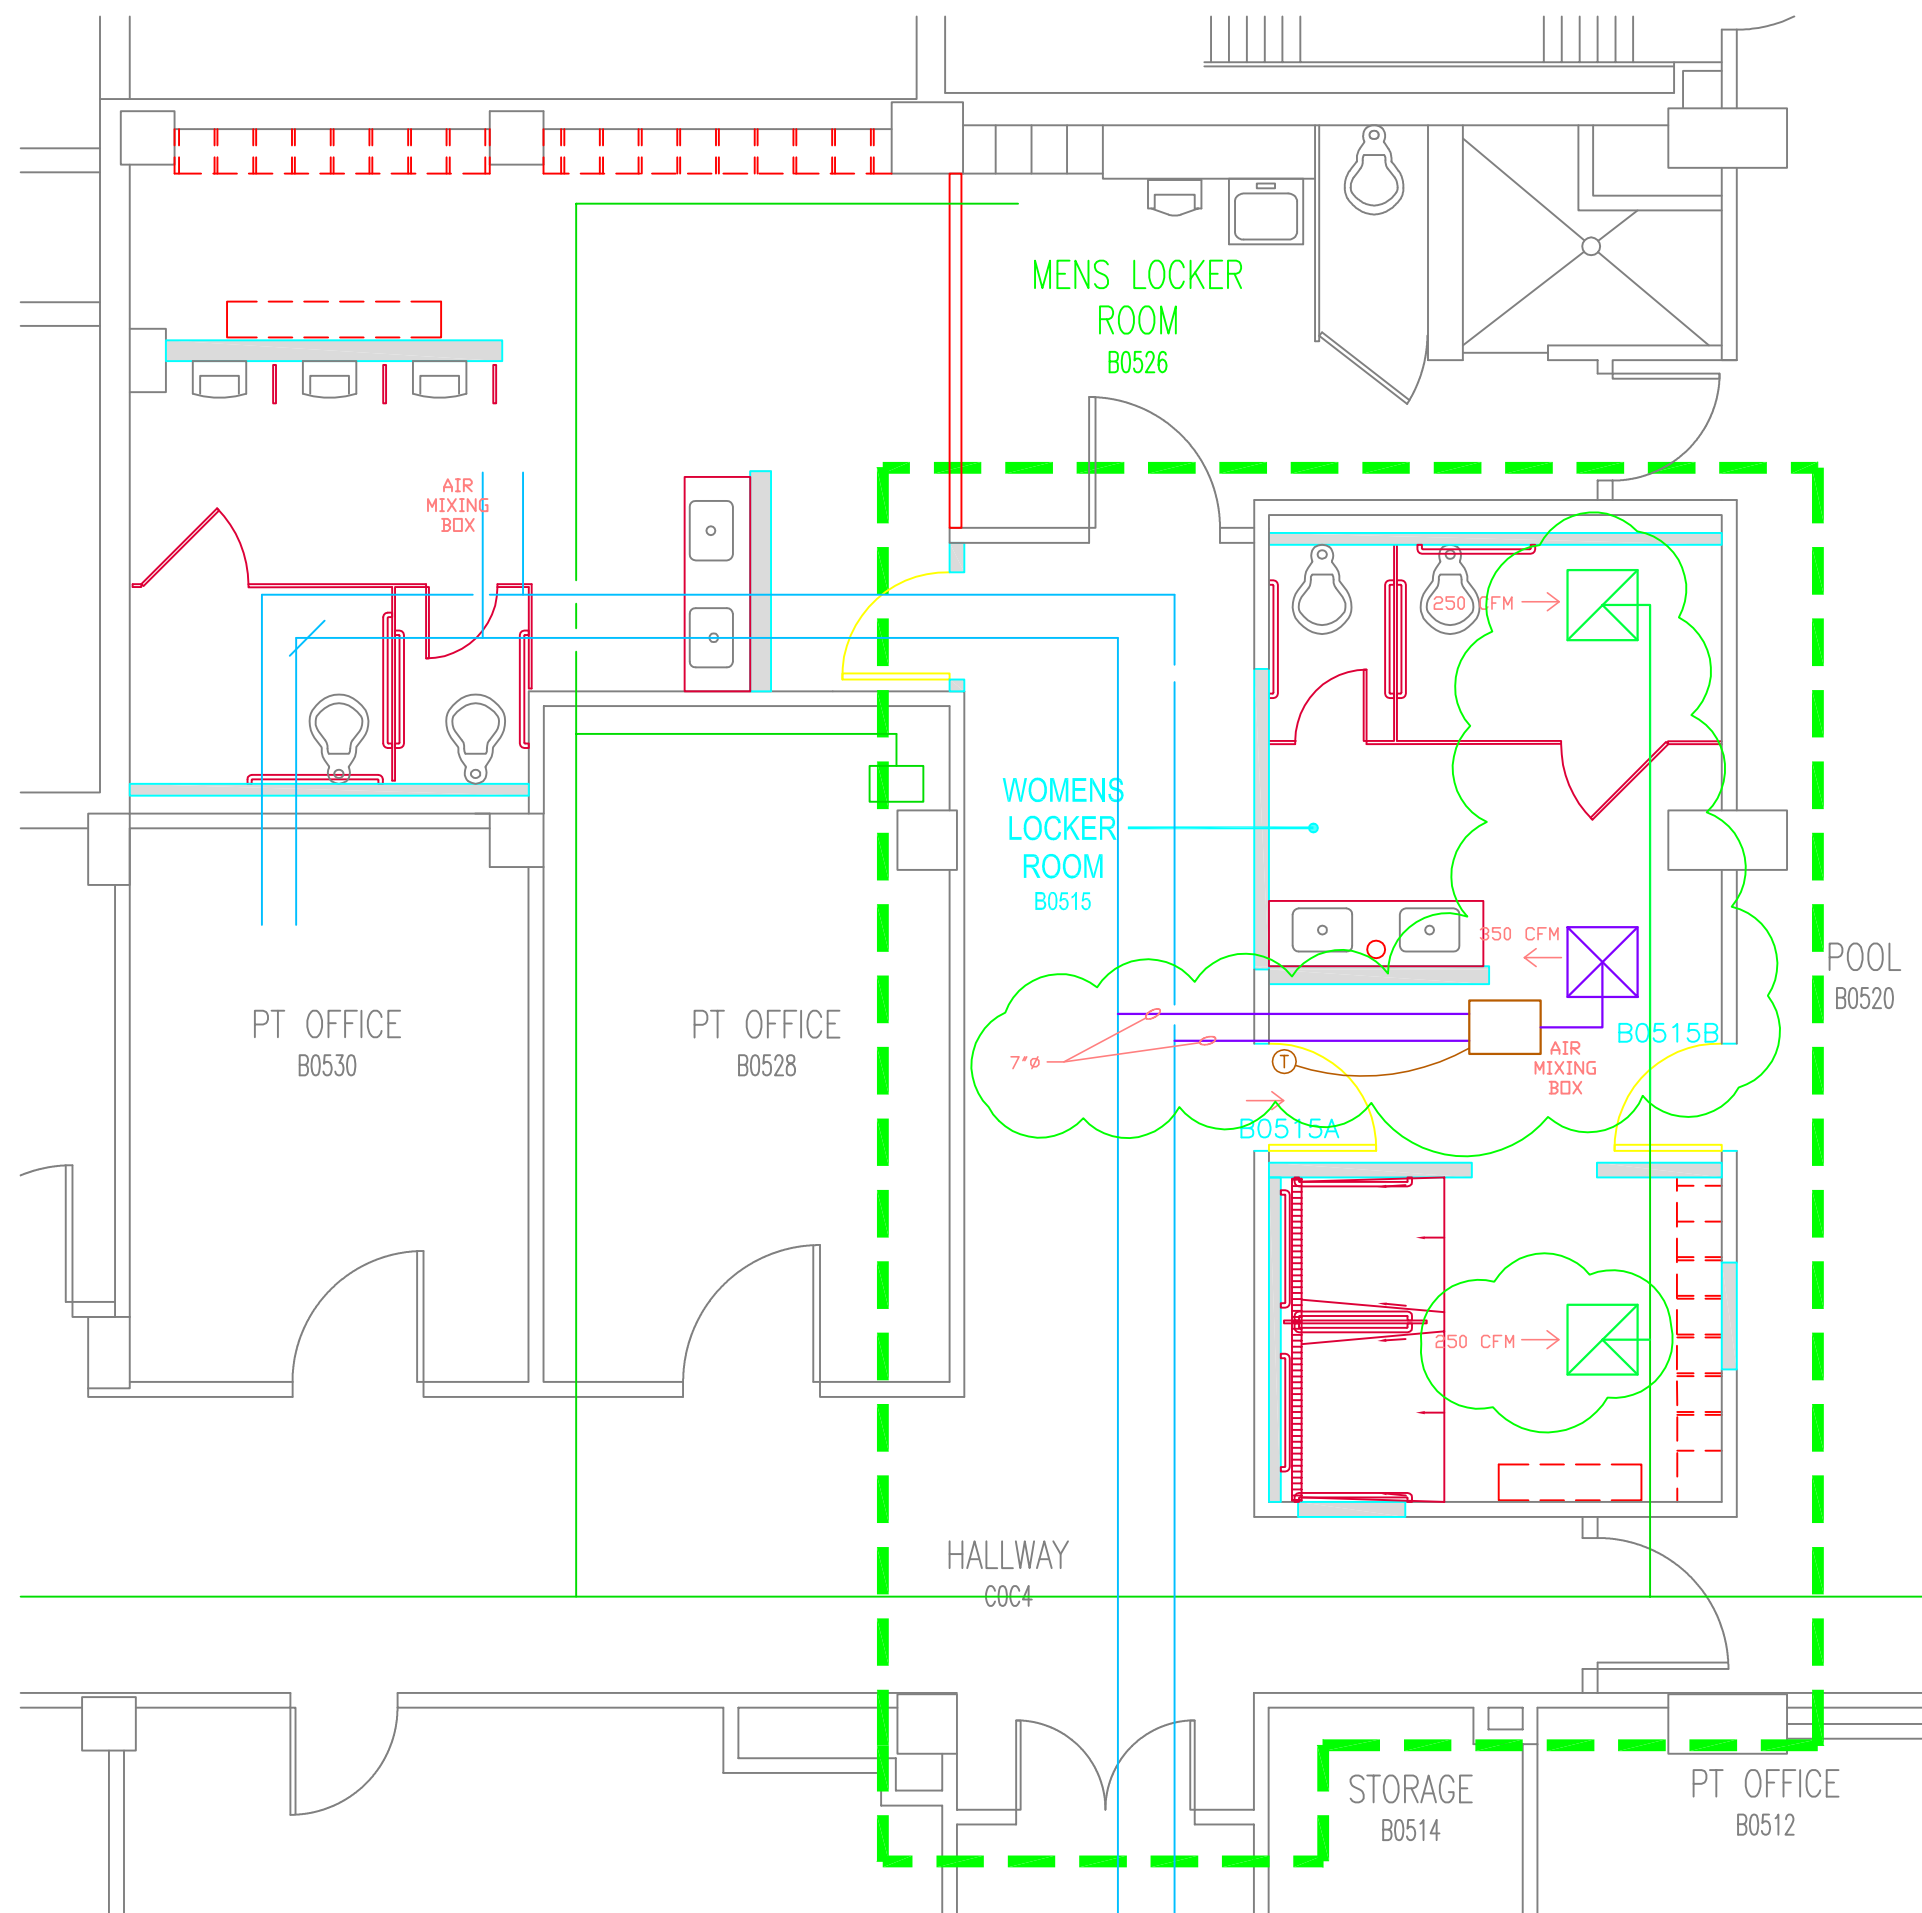 MENS LOCKER
ROOM
B0526
AIR
MIXING
BOX
250 CFM
WOMENS
LOCKER
ROOM
B0515
350 CFM
POOL
B0520
PT OFFICE
B0530
PT OFFICE
B0528
7"ø
T
B0515B
AIR
MIXING
BOX
B0515A
250 CFM
HALLWAY
C0C4
STORAGE
B0514
PT OFFICE
B0512